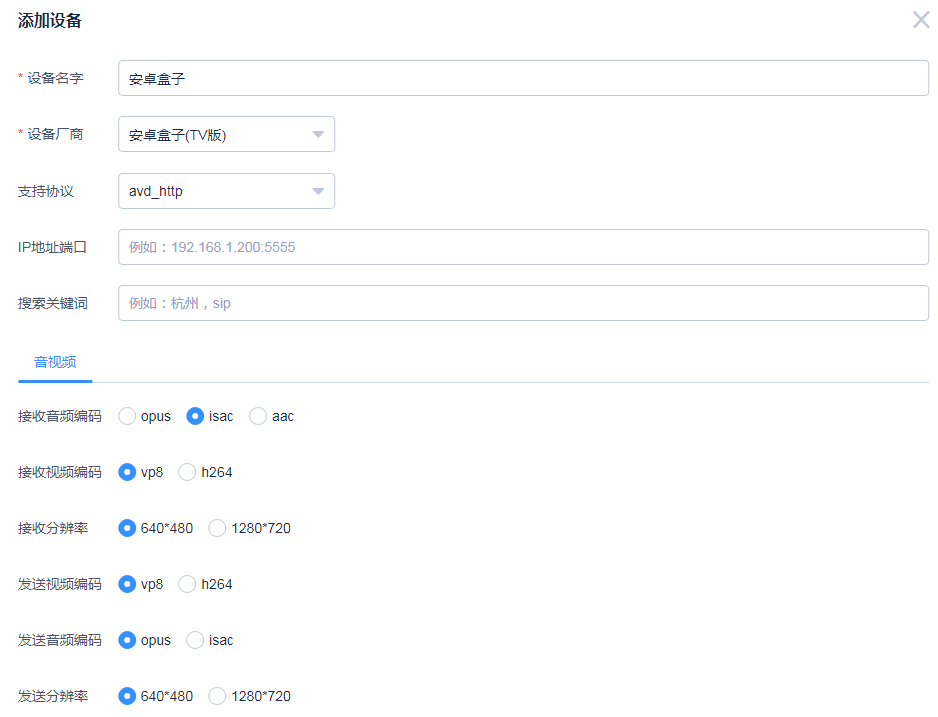 添加设备
* 设备名字 安卓盒子
* 设备厂商 安卓盒子(TV版)
支持协议 avd_http
IP地址端口 例如：192.168.1.200:5555
搜索关键词 例如：杭州，sip
音视频
接收音频编码 opus isac aac
接收视频编码 vp8 h264
接收分辨率 640*480 1280*720
发送视频编码 vp8 h264
发送音频编码 opus isac
发送分辨率 640*480 1280*720